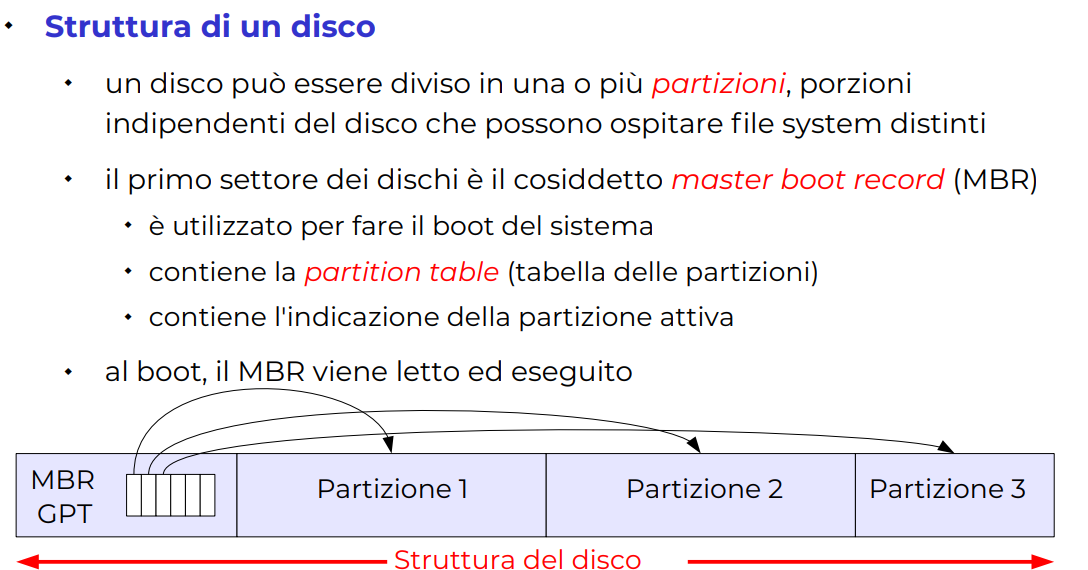 Struttura di un disco
un disco può essere diviso in una o più partizioni, porzioni
indipendenti del disco che possono ospitare file system distinti
il primo settore dei dischi è il cosiddetto master boot record (MBR)
è utilizzato per fare il boot del sistema
contiene la partition table (tabella delle partizioni)
contiene l'indicazione della partizione attiva
al boot, il MBR viene letto ed eseguito
MBR
GPT
Partizione 1
Partizione 2
Partizione 3
Struttura del disco